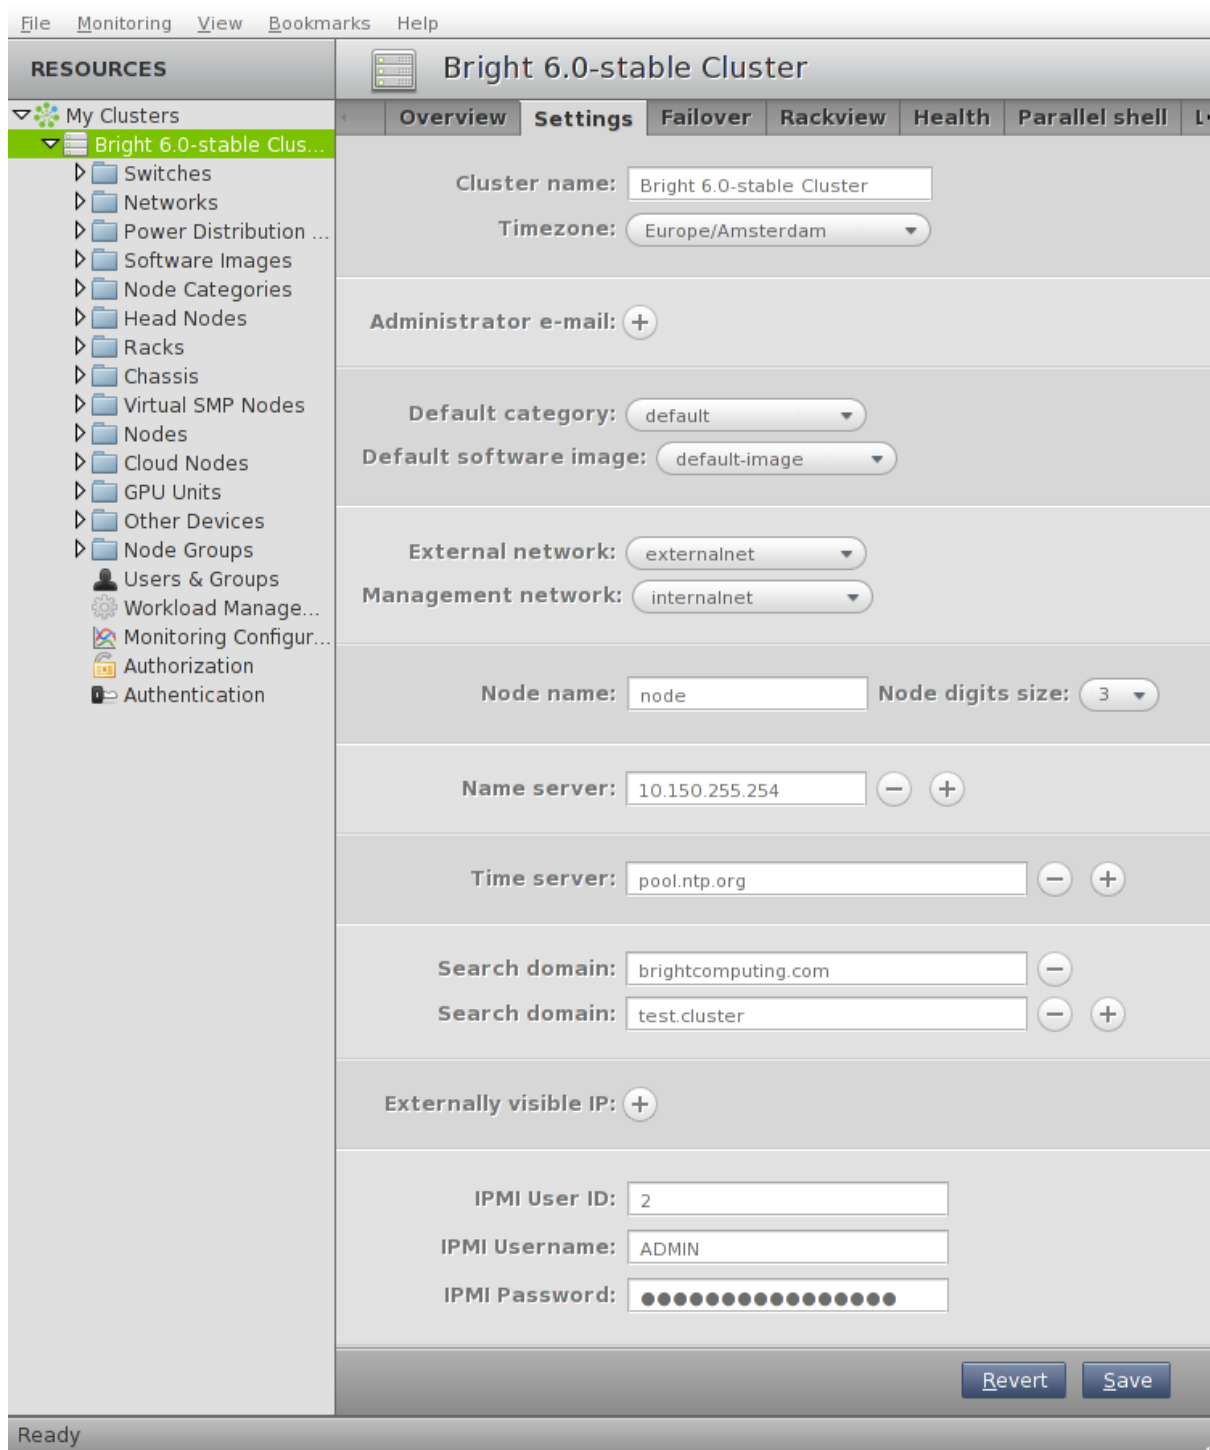 File Monitoring View Bookmarks Help
RESOURCES
Bright 6.0-stable Cluster
My Clusters
Bright 6.0-stable Clus...
Switches
Networks
Power Distribution ...
Software Images
Node Categories
Head Nodes
Racks
Chassis
Virtual SMP Nodes
Nodes
Cloud Nodes
GPU Units
Other Devices
Node Groups
Users & Groups
Workload Manage...
Monitoring Configur...
Authorization
Authentication
Overview Settings Failover Rackview Health Parallel shell
Cluster name: Bright 6.0-stable Cluster
Timezone: Europe/Amsterdam
Administrator e-mail:
Default category: default
Default software image: default-image
External network: externalnet
Management network: internalnet
Node name: node Node digits size: 3
Name server: 10.150.255.254
Time server: pool.ntp.org
Search domain: brightcomputing.com
Search domain: test.cluster
Externally visible IP:
IPMI User ID: 2
IPMI Username: ADMIN
IPMI Password: ●●●●●●●●●●●●●●●●
Revert Save
Ready